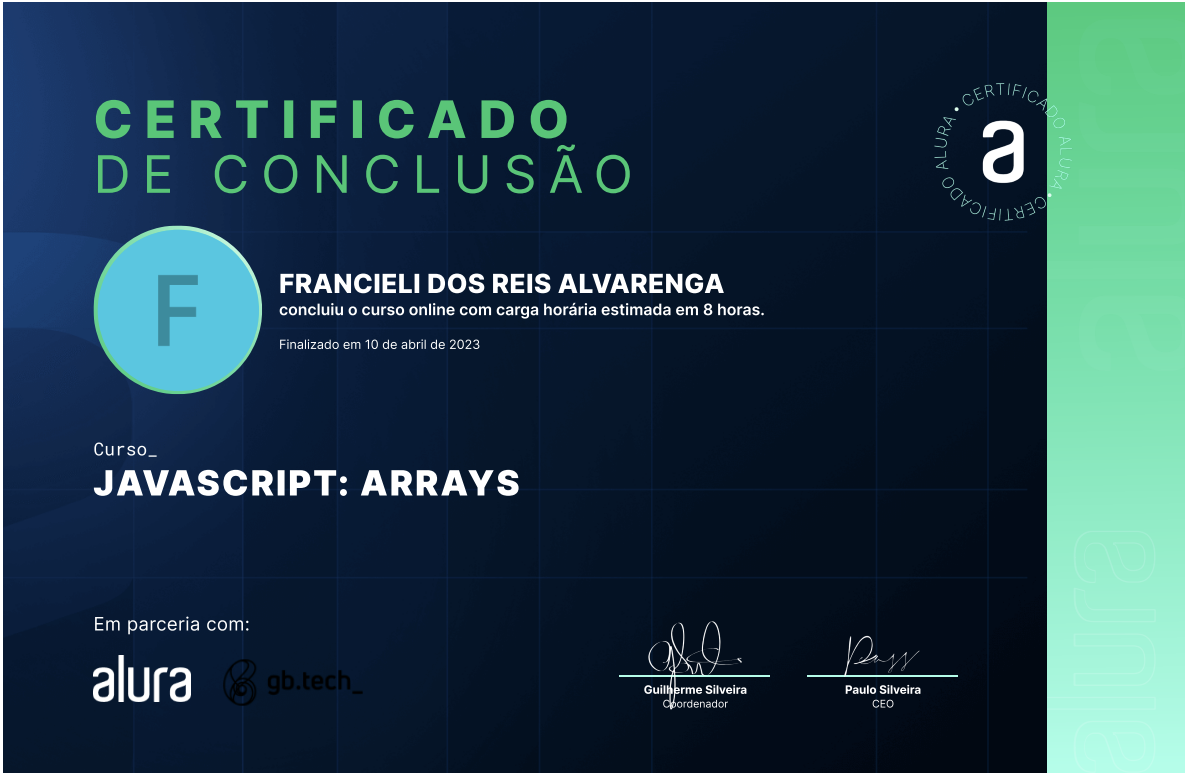 CERTIFICADO
DE CONCLUSÃO
CERTIFICADO ALURA • CERTIFICADO ALURA •
a
F
FRANCIELI DOS REIS ALVARENGA
concluiu o curso online com carga horária estimada em 8 horas.
Finalizado em 10 de abril de 2023
Curso_
JAVASCRIPT: ARRAYS
Em parceria com:
alura
gb.tech_
Guilherme Silveira
Coordenador
Paulo Silveira
CEO
alura
alura